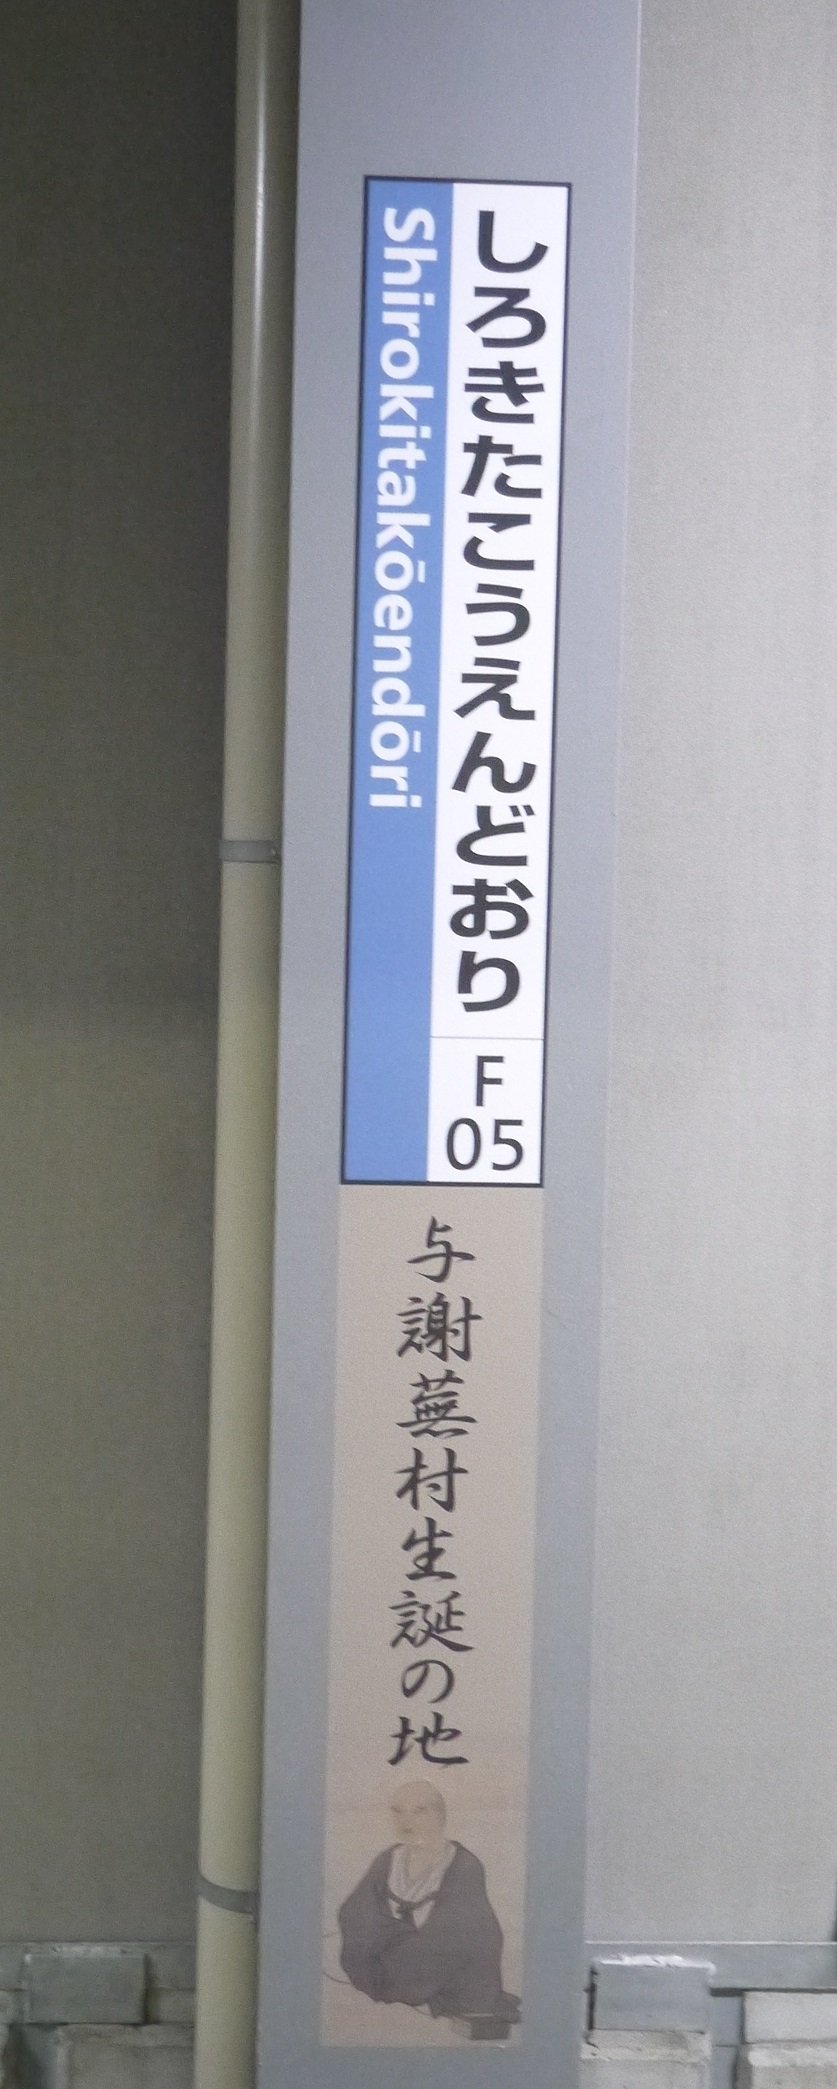 しろきたこうえんどおり
F
05
Shirokitakōendōri
与謝蕪村生誕の地